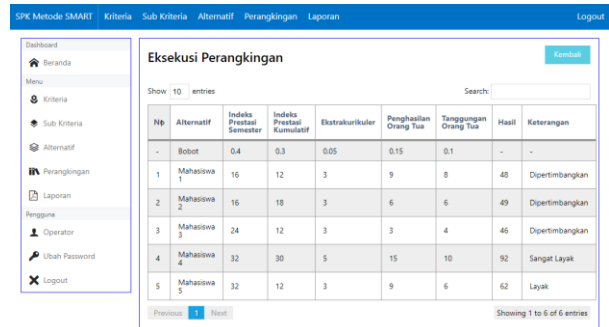 SPK Metode SMART Kriteria Sub Kriteria Alternatif Perangkingan Laporan Logout
Dashboard
Beranda
Menu
Kriteria
Sub Kriteria
Alternatif
Perangkingan
Laporan
Pengguna
Operator
Ubah Password
Logout
Eksekusi Perangkingan Kembali
Show 10 entries Search:
No Alternatif Indeks Prestasi Semester Indeks Prestasi Kumulatif Ekstrakurikuler Penghasilan Orang Tua Tanggungan Orang Tua Hasil Keterangan
- Bobot 0.4 0.3 0.05 0.15 0.1 - -
1 Mahasiswa 1 16 12 3 9 8 48 Dipertimbangkan
2 Mahasiswa 2 16 18 3 6 6 49 Dipertimbangkan
3 Mahasiswa 3 24 12 3 3 4 46 Dipertimbangkan
4 Mahasiswa 4 32 30 5 15 10 92 Sangat Layak
5 Mahasiswa 5 32 12 3 9 6 62 Layak
Previous 1 Next Showing 1 to 6 of 6 entries